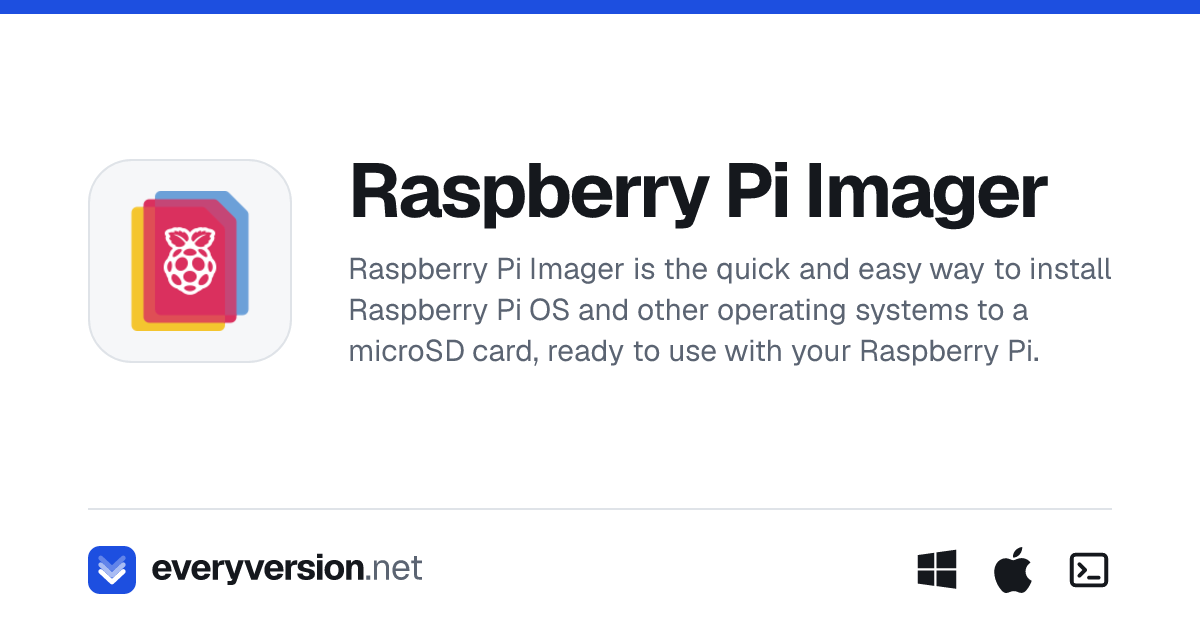 Raspberry Pi Imager
Raspberry Pi Imager is the quick and easy way to install
Raspberry Pi OS and other operating systems to a
microSD card, ready to use with your Raspberry Pi.
everyversion.net